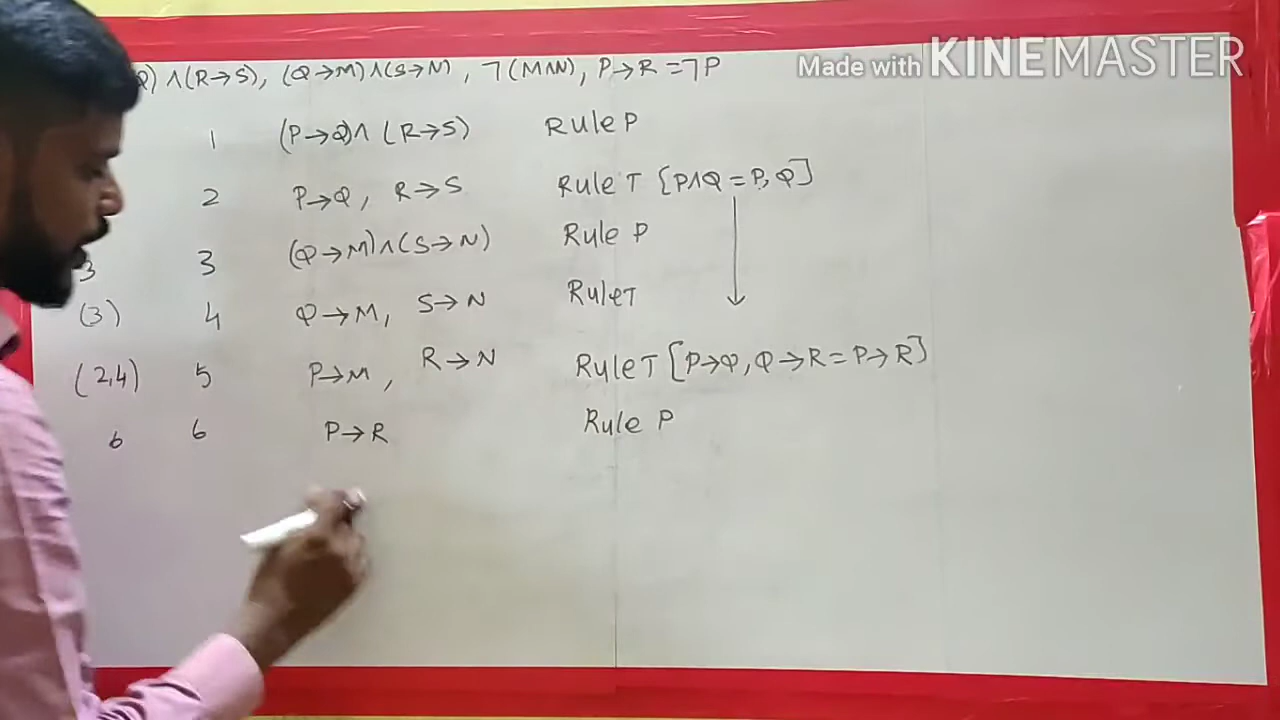 Q) ∧ (R→S), (Q→M) ∧ (S→N), ¬(M∧N), P→R = ¬P
Made with KINEMASTER
1 (P→Q) ∧ (R→S) Rule P
2 P→Q, R→S Rule T [P∧Q = P, Q]
3 3 (Q→M) ∧ (S→N) Rule P
(3) 4 Q→M, S→N Rule T
(2,4) 5 P→M, R→N Rule T [P→Q, Q→R = P→R]
6 6 P→R Rule P